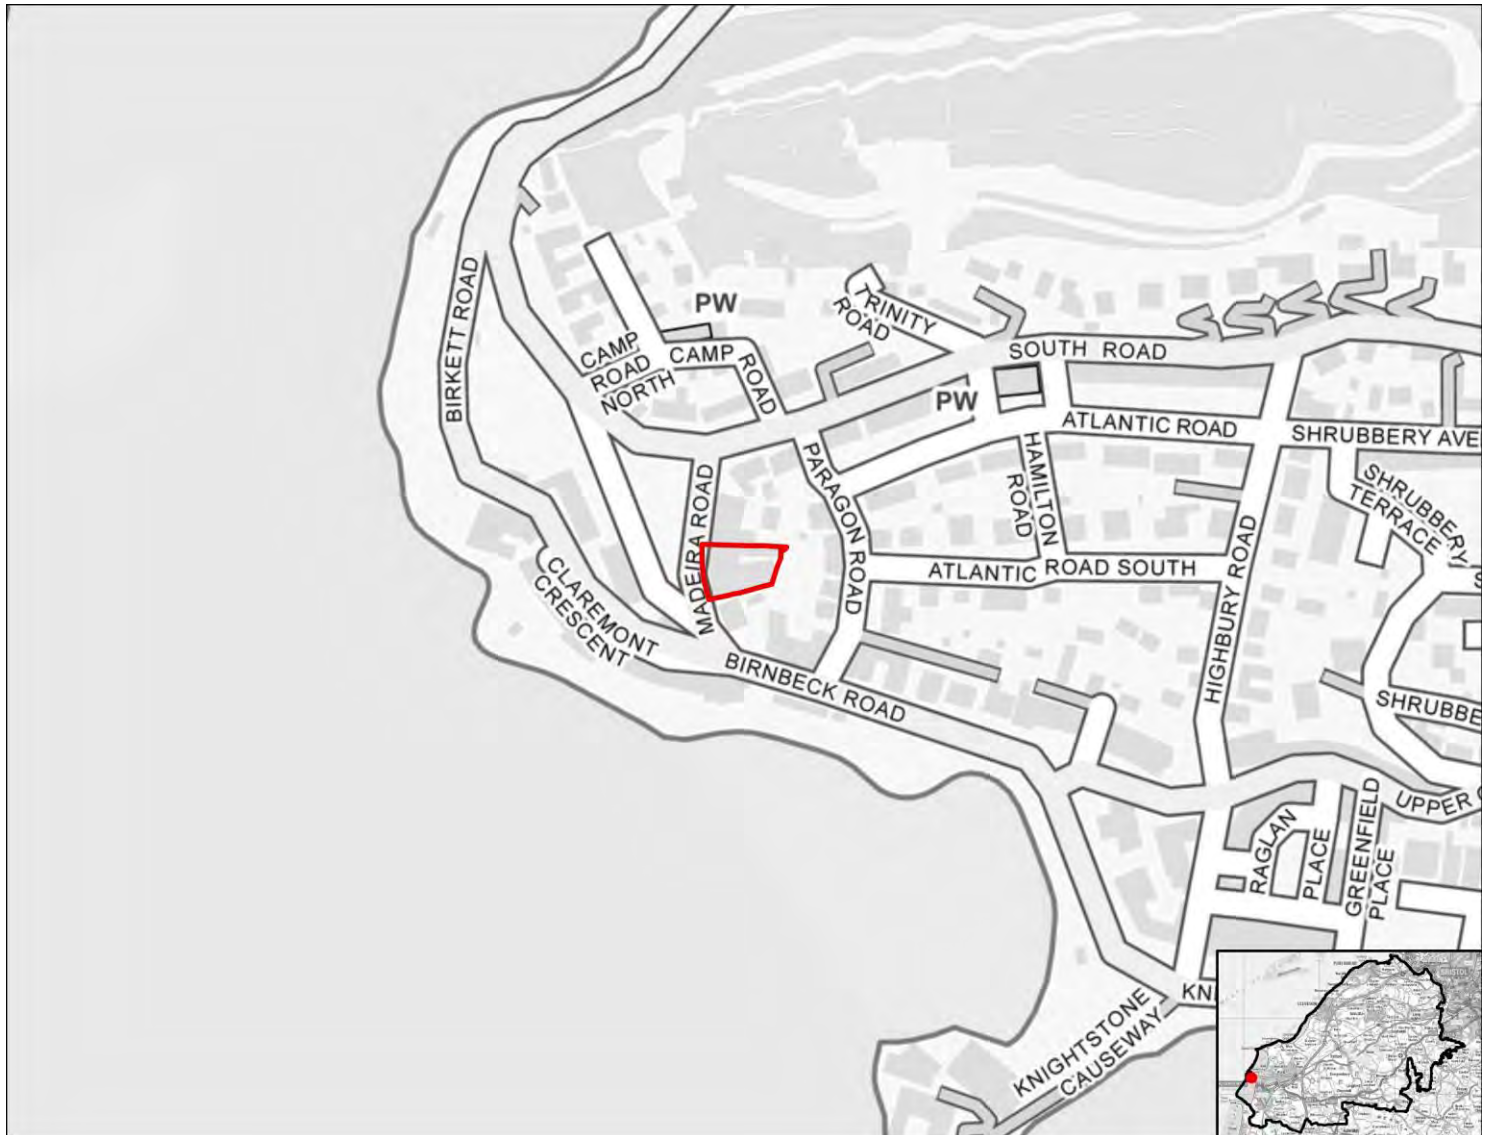 PW
TRINITY
ROAD
BIRKETT ROAD
CAMP
ROAD
NORTH
CAMP
ROAD
SOUTH ROAD
PW
ATLANTIC ROAD
SHRUBBERY AVE
PARAGON ROAD
HAMILTON
ROAD
SHRUBBERY
TERRACE
MADEIRA ROAD
ATLANTIC ROAD SOUTH
HIGHBURY ROAD
CLAREMONT
CRESCENT
BIRNBECK ROAD
SHRUBBE
UPPER
RAGLAN
PLACE
GREENFIELD
PLACE
KNIGHTSTONE
CAUSEWAY
KNI
BRISTOL